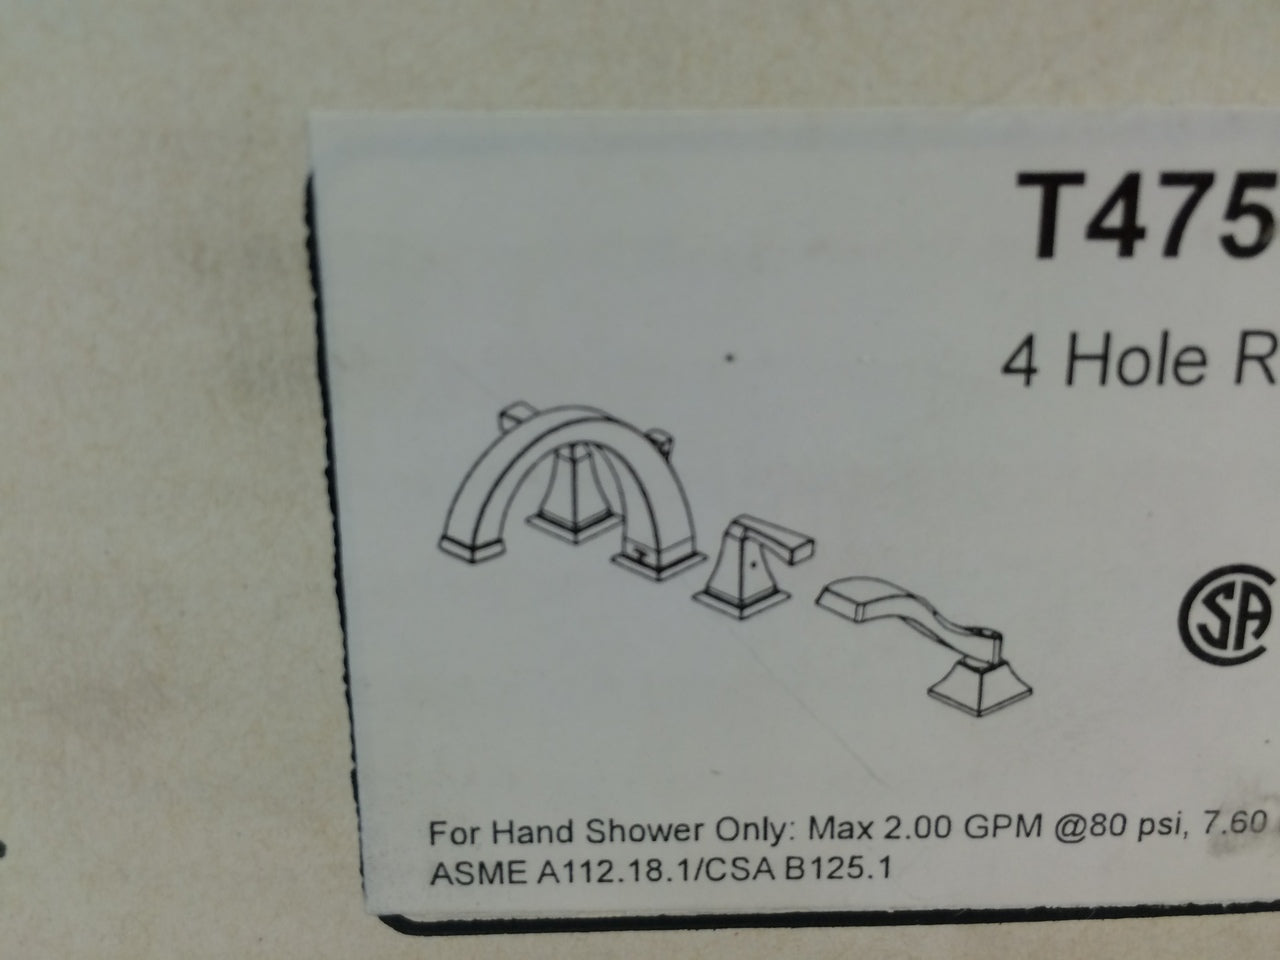 T475
4 Hole R
CSA
For Hand Shower Only: Max 2.00 GPM @80 psi, 7.60
ASME A112.18.1/CSA B125.1